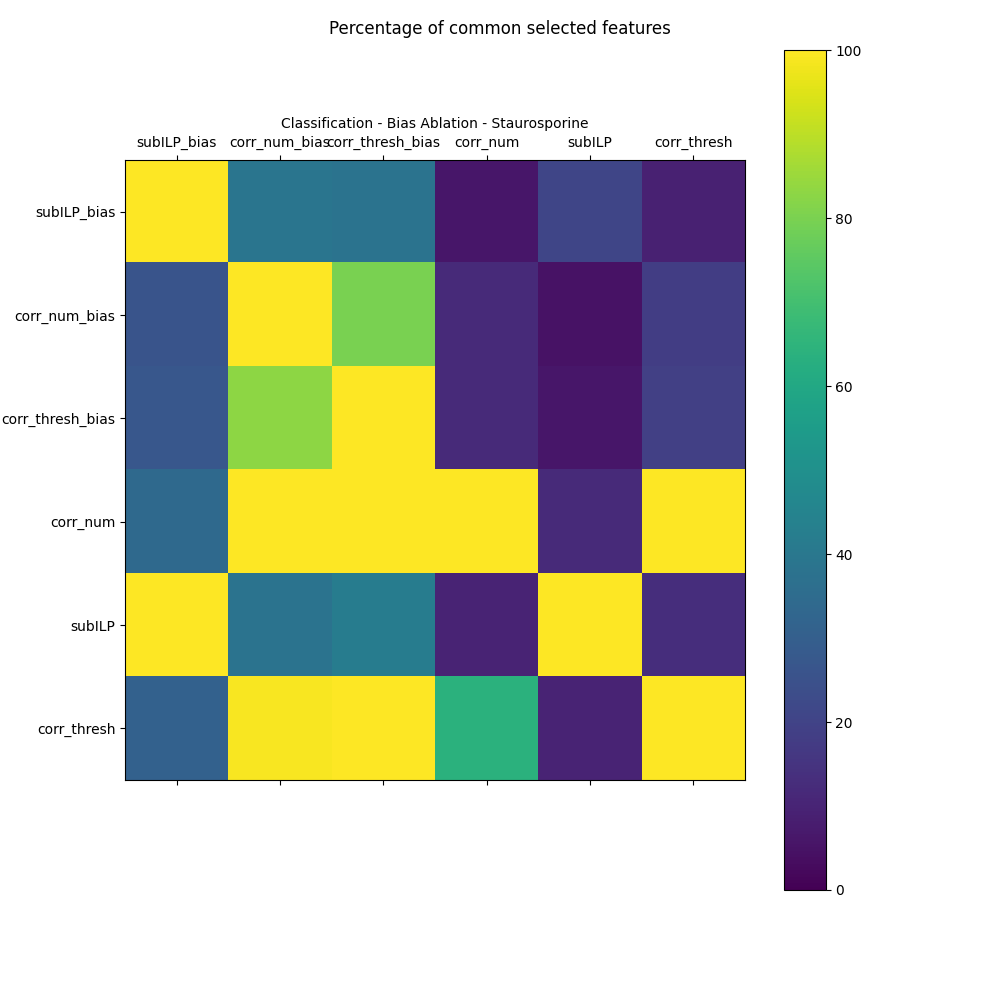 Percentage of common selected features
Classification - Bias Ablation - Staurosporine
subILP_bias corr_num_bias corr_thresh_bias corr_num subILP corr_thresh
subILP_bias
corr_num_bias
corr_thresh_bias
corr_num
subILP
corr_thresh
100
80
60
40
20
0